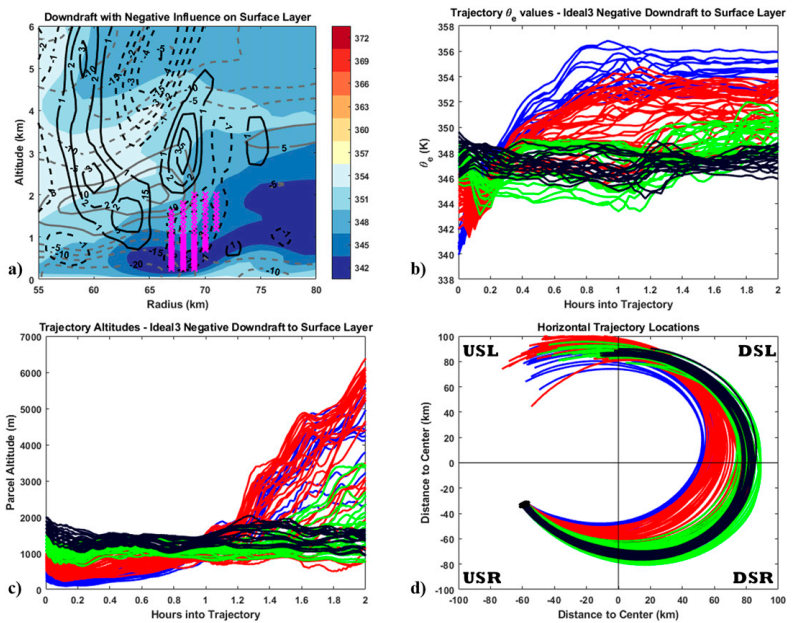 Downdraft with Negative Influence on Surface Layer
Altitude (km)
6
5
4
3
2
1
0
55 60 65 70 75 80
Radius (km)
a)
372
369
366
363
360
357
354
351
348
345
342
Trajectory θe values - Ideal3 Negative Downdraft to Surface Layer
θe (K)
358
356
354
352
350
348
346
344
342
340
338
0 0.2 0.4 0.6 0.8 1 1.2 1.4 1.6 1.8 2
Hours into Trajectory
b)
Trajectory Altitudes - Ideal3 Negative Downdraft to Surface Layer
Parcel Altitude (m)
7000
6000
5000
4000
3000
2000
1000
0
0 0.2 0.4 0.6 0.8 1 1.2 1.4 1.6 1.8 2
Hours into Trajectory
c)
Horizontal Trajectory Locations
USL DSL
USR DSR
Distance to Center (km)
100
80
60
40
20
0
-20
-40
-60
-80
-100
-100 -80 -60 -40 -20 0 20 40 60 80 100
Distance to Center (km)
d)